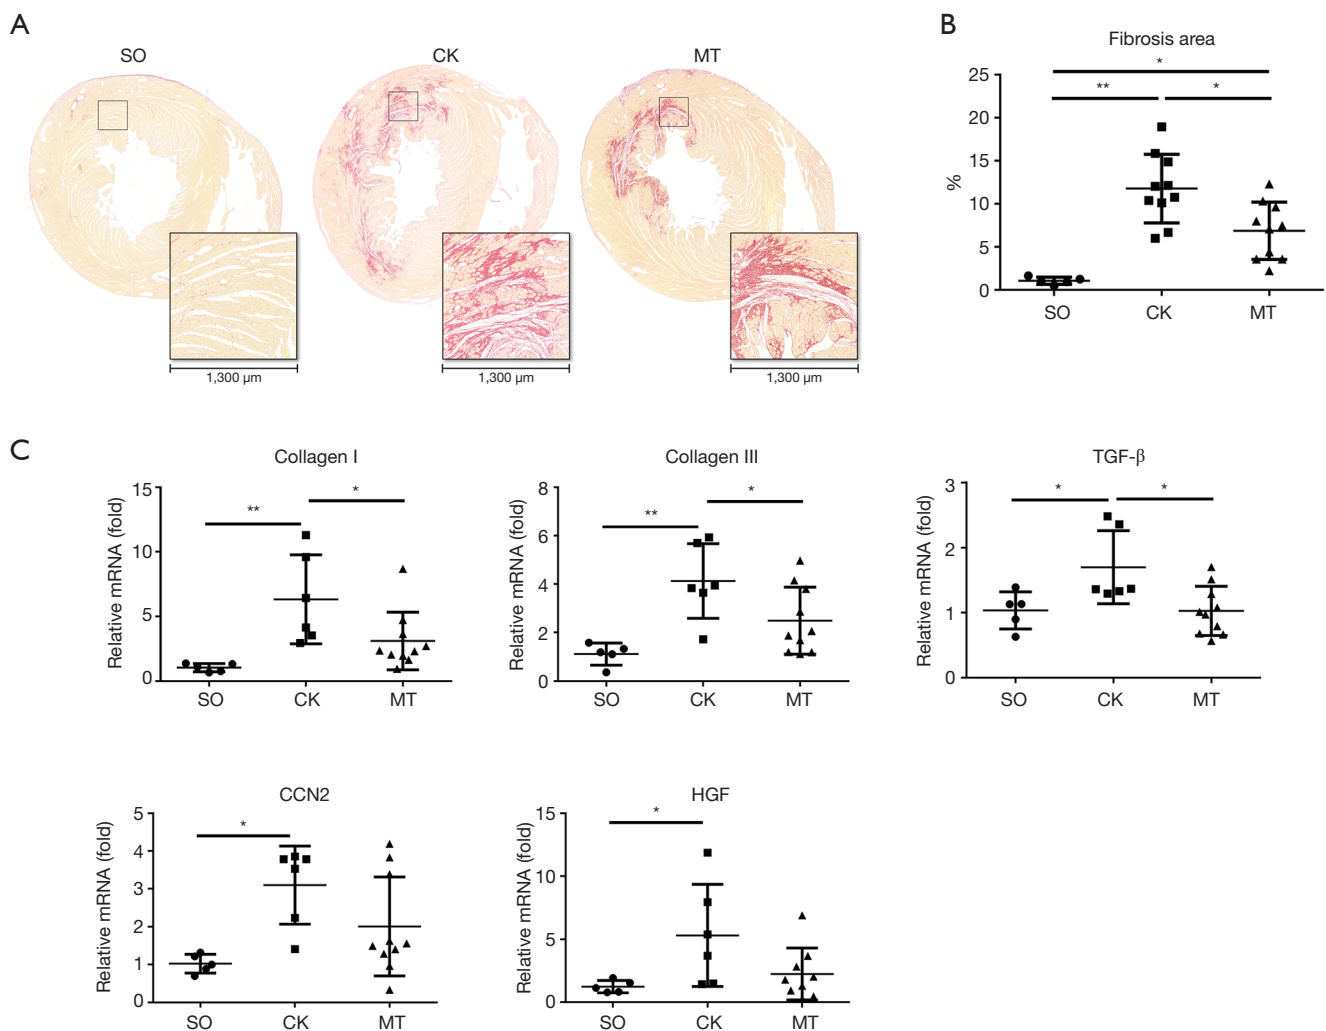 A
SO
CK
MT
1,300 µm
1,300 µm
1,300 µm
B
Fibrosis area
%
25
20
15
10
5
0
*
**
*
SO
CK
MT
C
Collagen I
Relative mRNA (fold)
15
10
5
0
**
*
SO
CK
MT
Collagen III
Relative mRNA (fold)
8
6
4
2
0
**
*
SO
CK
MT
TGF-β
Relative mRNA (fold)
3
2
1
0
*
*
SO
CK
MT
CCN2
Relative mRNA (fold)
5
4
3
2
1
0
*
SO
CK
MT
HGF
Relative mRNA (fold)
15
10
5
0
*
SO
CK
MT